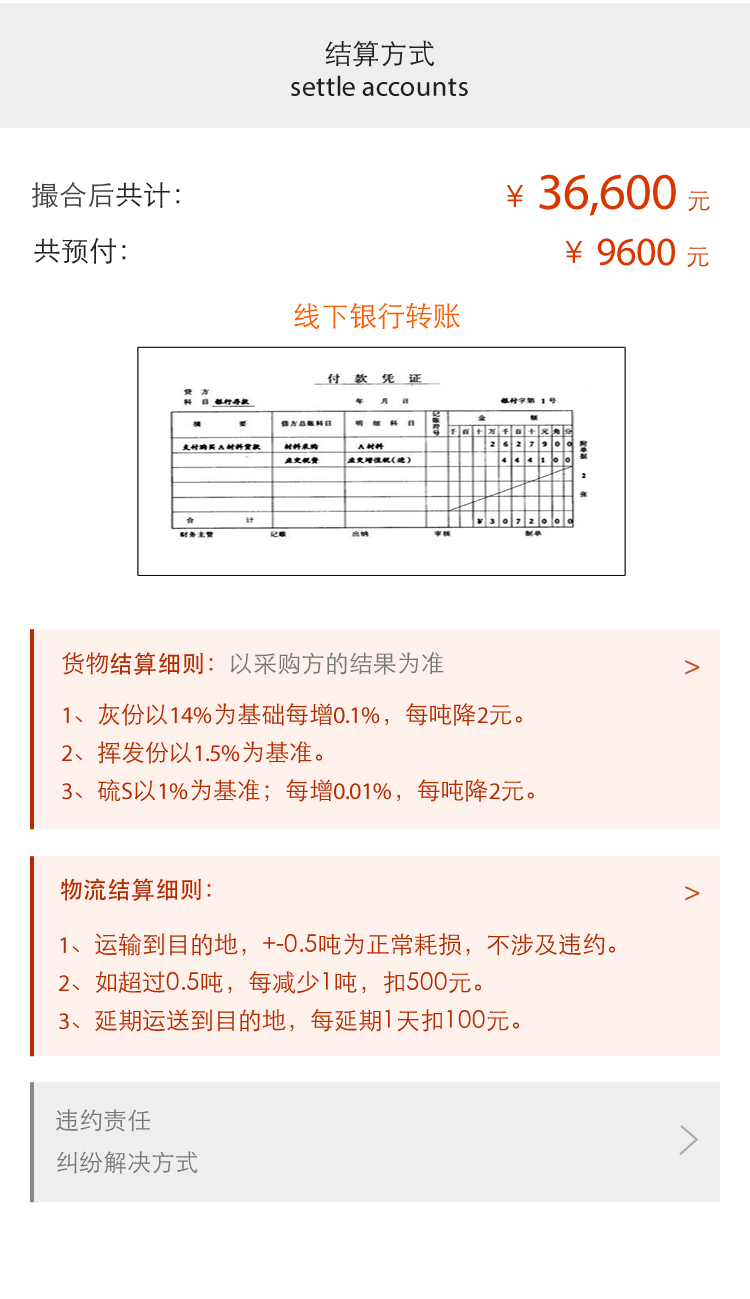 结算方式
settle accounts
撮合后共计：
¥ 36,600 元
共预付：
¥ 9600 元
线下银行转账
付 款 凭 证
贷 方
科 目 银行存款
年 月 日
银付字第 1 号
摘 要
借方总账科目
明 细 科 目
记账符号
金 额
千 百 十 万 千 百 十 元 角 分
支付购买A材料货款 材料采购 A材料 2 6 2 7 9 0 0
应交税费 应交增值税(进) 4 4 4 1 0 0
附单据 2 张
合 计 ¥ 3 0 7 2 0 0 0
财务主管 记账 出纳 审核 制单
货物结算细则：以采购方的结果为准 >
1、灰份以14%为基础每增0.1%，每吨降2元。
2、挥发份以1.5%为基准。
3、硫S以1%为基准；每增0.01%，每吨降2元。
物流结算细则： >
1、运输到目的地，+-0.5吨为正常耗损，不涉及违约。
2、如超过0.5吨，每减少1吨，扣500元。
3、延期运送到目的地，每延期1天扣100元。
违约责任
纠纷解决方式